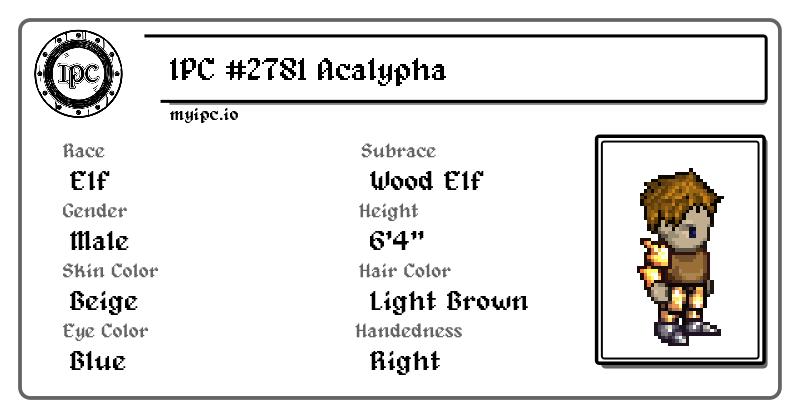 IPC
IPC #2781 Acalypha
myipc.io
Race
Elf
Subrace
Wood Elf
Gender
Male
Height
6'4"
Skin Color
Beige
Hair Color
Light Brown
Eye Color
Blue
Handedness
Right